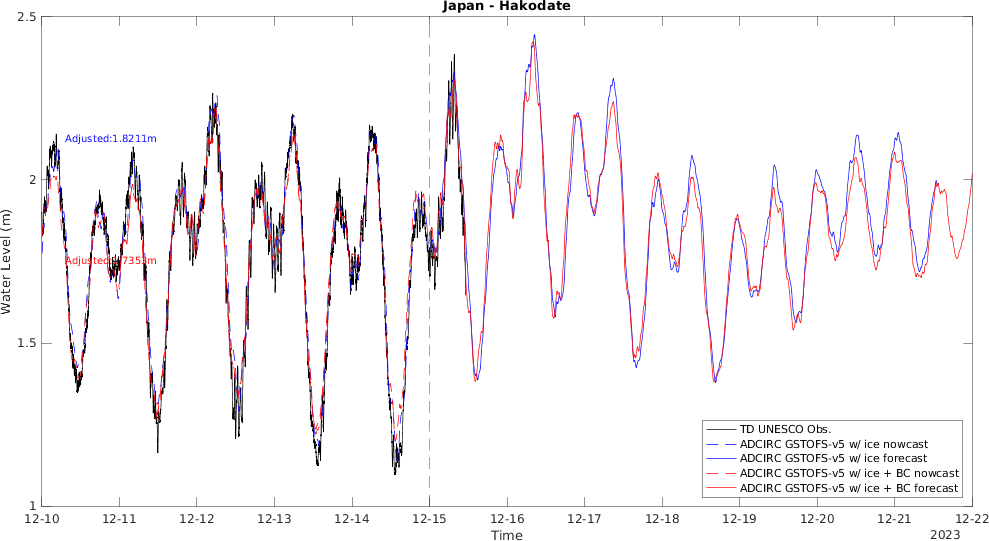 Japan - Hakodate
2.5
2
1.5
1
Water Level (m)
Adjusted:1.8211m
Adjusted: 7353m
12-10
12-11
12-12
12-13
12-14
12-15
12-16
12-17
12-18
12-19
12-20
12-21
12-22
Time
2023
TD UNESCO Obs.
ADCIRC GSTOFS-v5 w/ ice nowcast
ADCIRC GSTOFS-v5 w/ ice forecast
ADCIRC GSTOFS-v5 w/ ice + BC nowcast
ADCIRC GSTOFS-v5 w/ ice + BC forecast